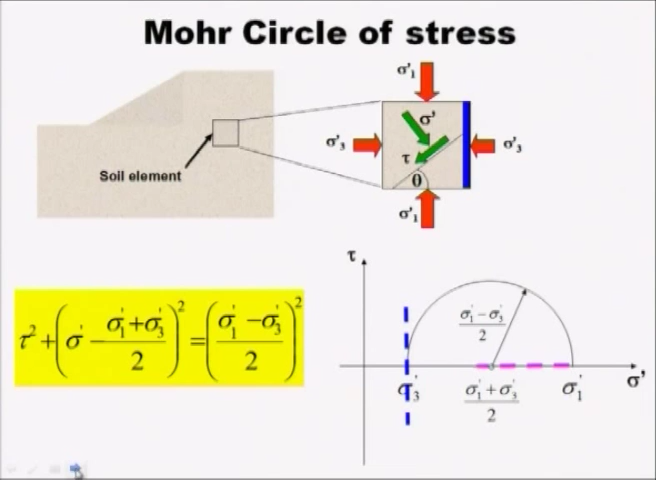 Mohr Circle of stress
σ'₁
σ'
σ'₃
σ'₃
τ
θ
Soil element
σ'₁
τ
τ² + (σ' - (σ'₁+σ'₃)/2)² = ((σ'₁ - σ'₃)/2)²
(σ'₁ - σ'₃)/2
σ'₃
(σ'₁ + σ'₃)/2
σ'₁
σ'